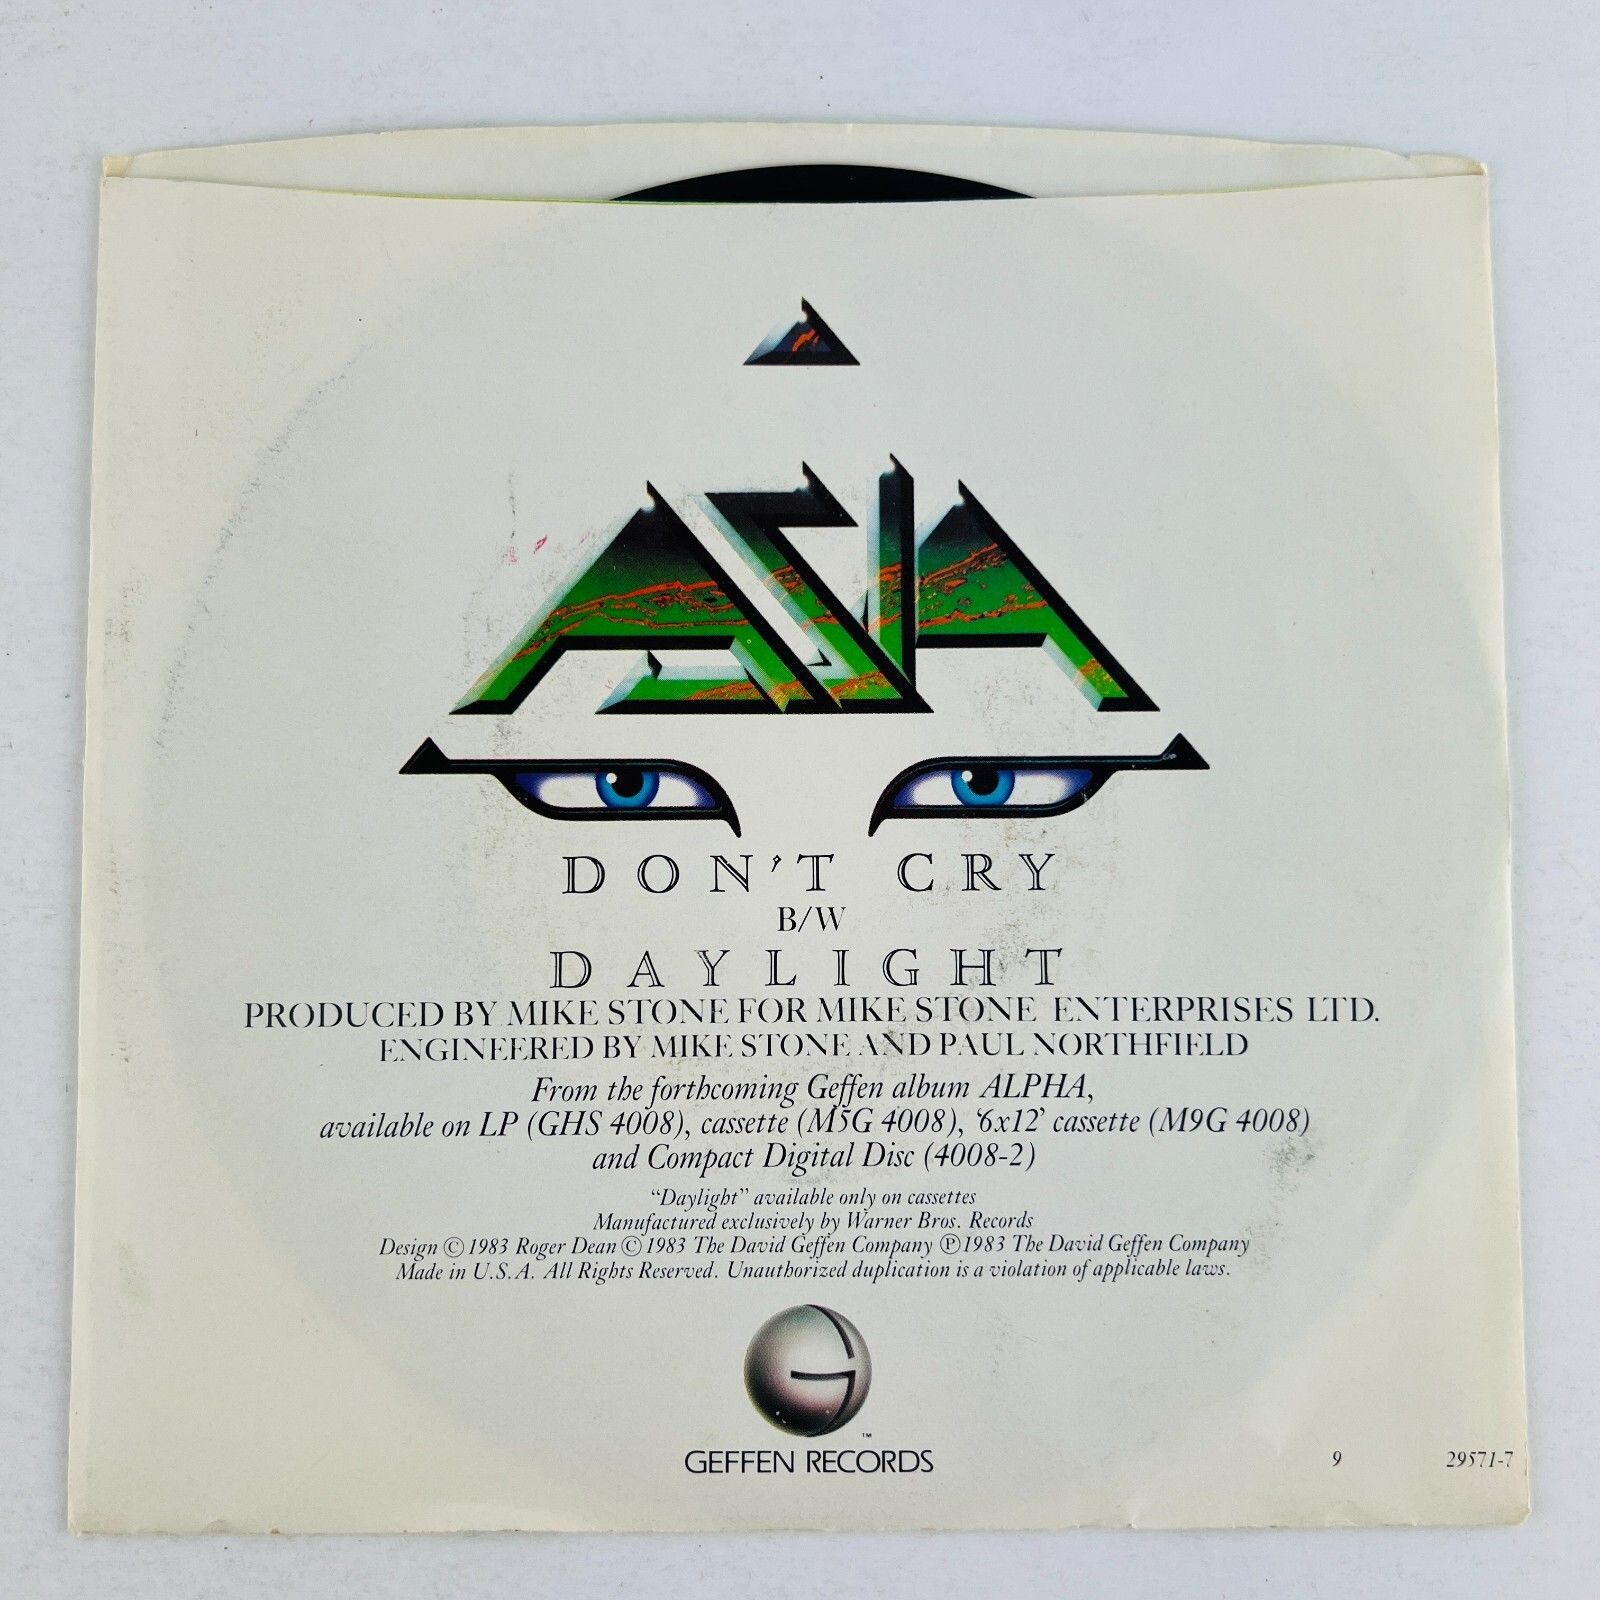 ASIA
DON'T CRY
B/W
DAYLIGHT
PRODUCED BY MIKE STONE FOR MIKE STONE ENTERPRISES LTD.
ENGINEERED BY MIKE STONE AND PAUL NORTHFIELD
From the forthcoming Geffen album ALPHA,
available on LP (GHS 4008), cassette (M5G 4008), '6x12' cassette (M9G 4008)
and Compact Digital Disc (4008-2)
"Daylight" available only on cassettes
Manufactured exclusively by Warner Bros. Records
Design ©1983 Roger Dean ©1983 The David Geffen Company ℗1983 The David Geffen Company
Made in U.S.A. All Rights Reserved. Unauthorized duplication is a violation of applicable laws.
G
™
GEFFEN RECORDS
9 29571-7